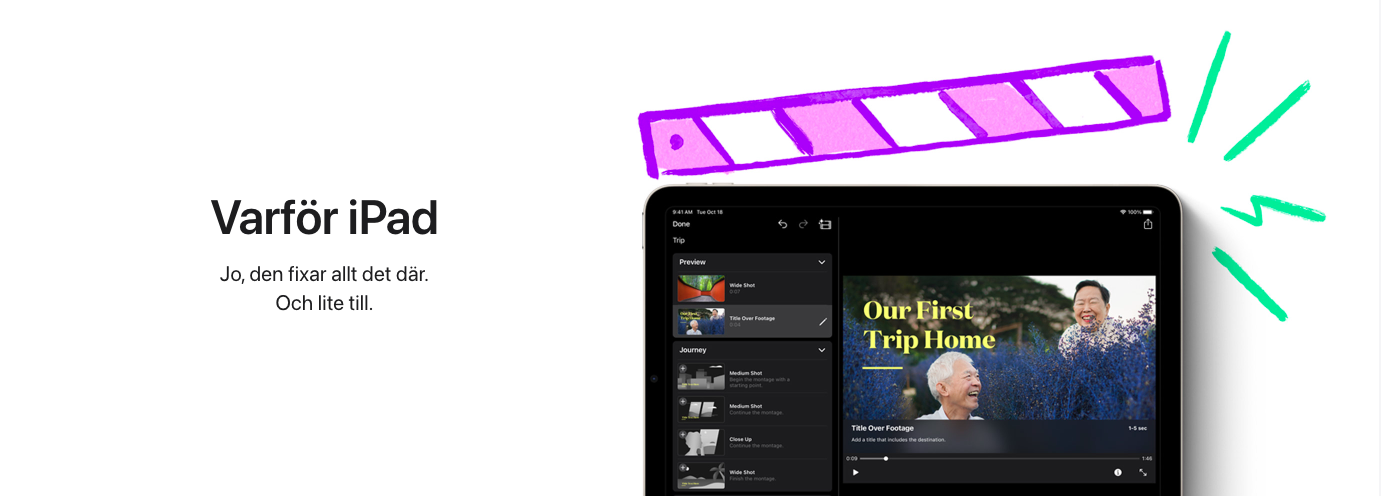 Varför iPad
Jo, den fixar allt det där.
Och lite till.
9:41 AM Tue Oct 18
100%
Done
Trip
Preview
Wide Shot
0:07
Title Over Footage
0:04
Journey
Medium Shot
Begin the montage with a
starting point.
Medium Shot
Continue the montage.
Close Up
Continue the montage.
Wide Shot
Finish the montage.
Our First
Trip Home
Title Over Footage
1-5 sec
Add a title that includes the destination.
0:09
1:46